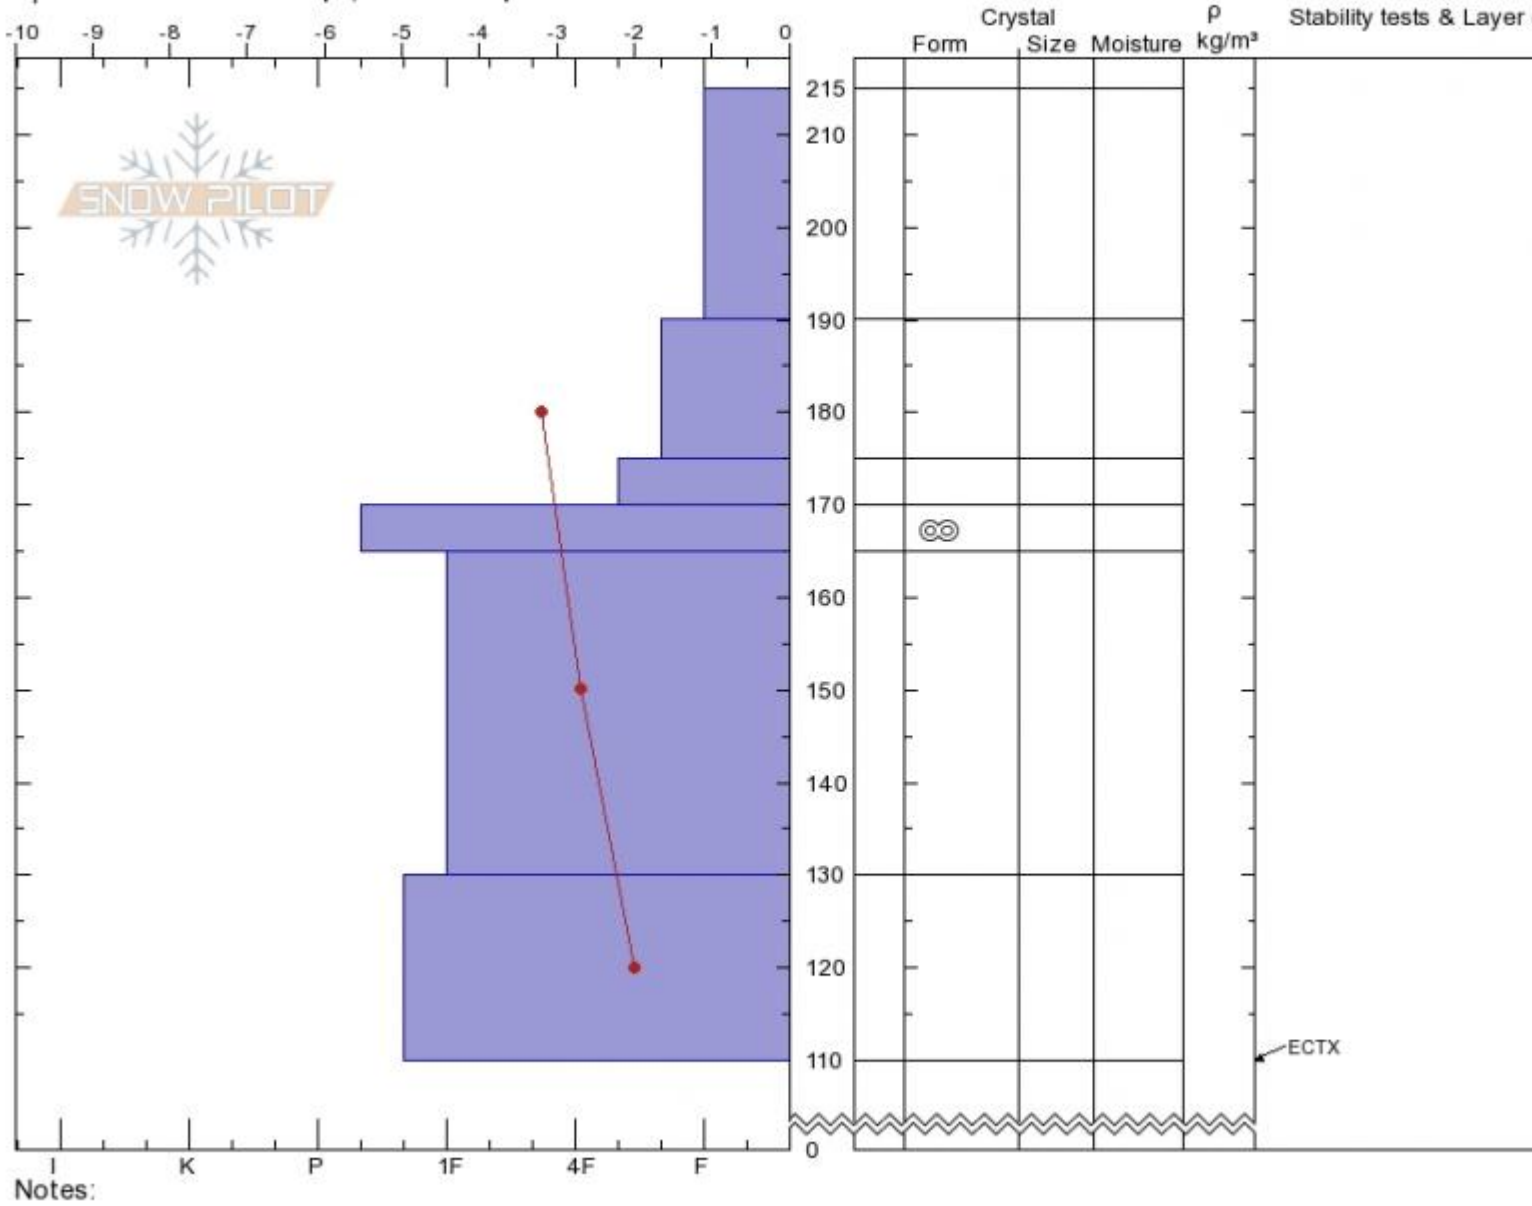 -10 -9 -8 -7 -6 -5 -4 -3 -2 -1 0
Crystal ρ Stability tests & Layer
Form Size Moisture kg/m³
215
210
SNOW PILOT
200
190
180
170
160
150
140
130
120
110
ECTX
0
I K P 1F 4F F
Notes: